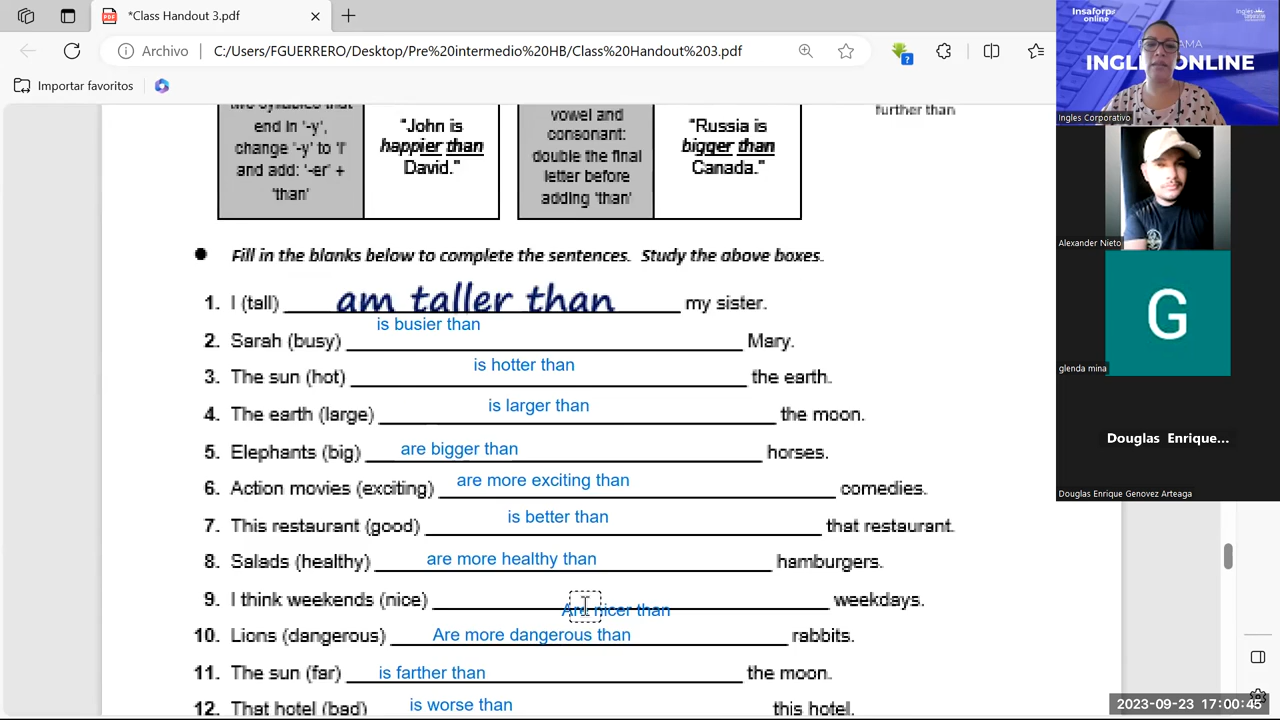 *Class Handout 3.pdf
Archivo
C:/Users/FGUERRERO/Desktop/Pre%20intermedio%20HB/Class%20Handout%203.pdf
Importar favoritos
Insaforp online
INGLÉS ONLINE
Ingles Corporativo
Alexander Nieto
G
glenda mina
Douglas Enrique...
Douglas Enrique Genovez Arteaga
two syllables that
end in '-y',
change '-y' to 'I'
and add: '-er' +
'than'
"John is
happier than
David."
vowel and
consonant:
double the final
letter before
adding 'than'
"Russia is
bigger than
Canada."
further than
● Fill in the blanks below to complete the sentences. Study the above boxes.
1. I (tall) am taller than my sister.
2. Sarah (busy) is busier than Mary.
3. The sun (hot) is hotter than the earth.
4. The earth (large) is larger than the moon.
5. Elephants (big) are bigger than horses.
6. Action movies (exciting) are more exciting than comedies.
7. This restaurant (good) is better than that restaurant.
8. Salads (healthy) are more healthy than hamburgers.
9. I think weekends (nice) Are nicer than weekdays.
10. Lions (dangerous) Are more dangerous than rabbits.
11. The sun (far) is farther than the moon.
12. That hotel (bad) is worse than this hotel.
2023-09-23 17:00:45